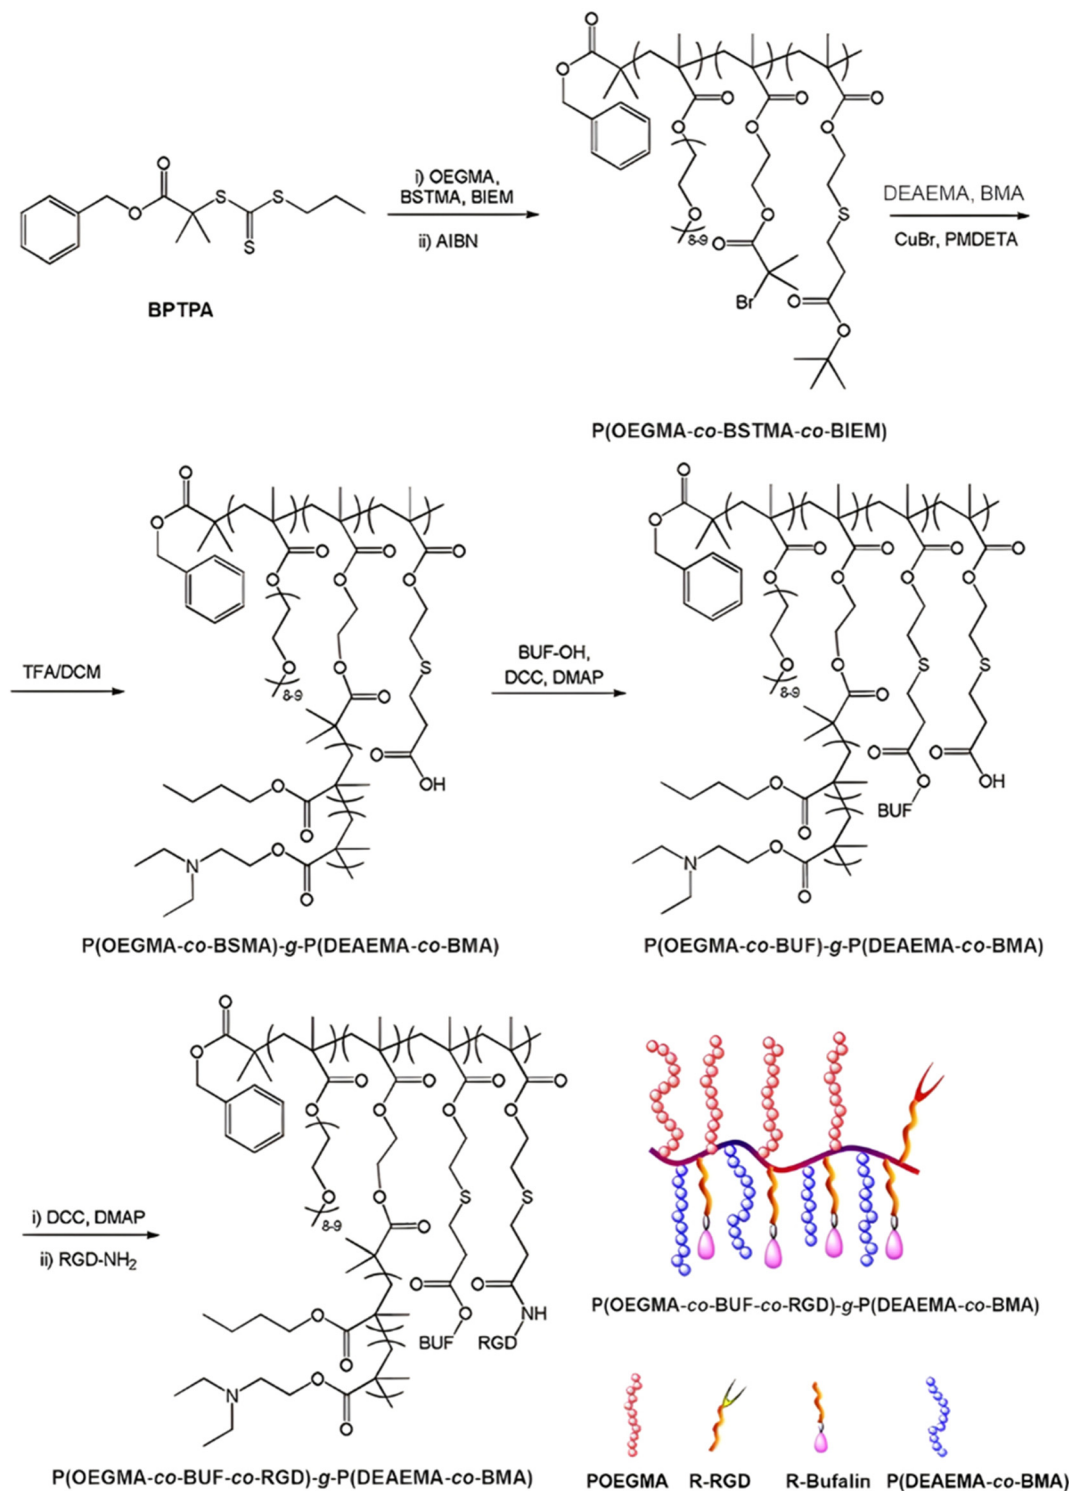 BPTPA
i) OEGMA,
BSTMA, BIEM
ii) AIBN
O
O
S
S
S
O
O
O
O
O
O
O
O
O
8-9
O
O
Br
S
O
O
DEAEMA, BMA
CuBr, PMDETA
P(OEGMA-co-BSTMA-co-BIEM)
TFA/DCM
O
O
O
O
O
O
O
O
O
8-9
O
O
S
O
OH
O
O
N
O
O
P(OEGMA-co-BSMA)-g-P(DEAEMA-co-BMA)
BUF-OH,
DCC, DMAP
O
O
O
O
O
O
O
O
O
O
O
8-9
O
O
S
S
O
O
BUF
O
OH
O
O
N
O
O
P(OEGMA-co-BUF)-g-P(DEAEMA-co-BMA)
i) DCC, DMAP
ii) RGD-NH2
O
O
O
O
O
O
O
O
O
O
O
8-9
O
O
S
S
O
O
BUF
O
NH
RGD
O
O
N
O
O
P(OEGMA-co-BUF-co-RGD)-g-P(DEAEMA-co-BMA)
P(OEGMA-co-BUF-co-RGD)-g-P(DEAEMA-co-BMA)
POEGMA
R-RGD
R-Bufalin
P(DEAEMA-co-BMA)